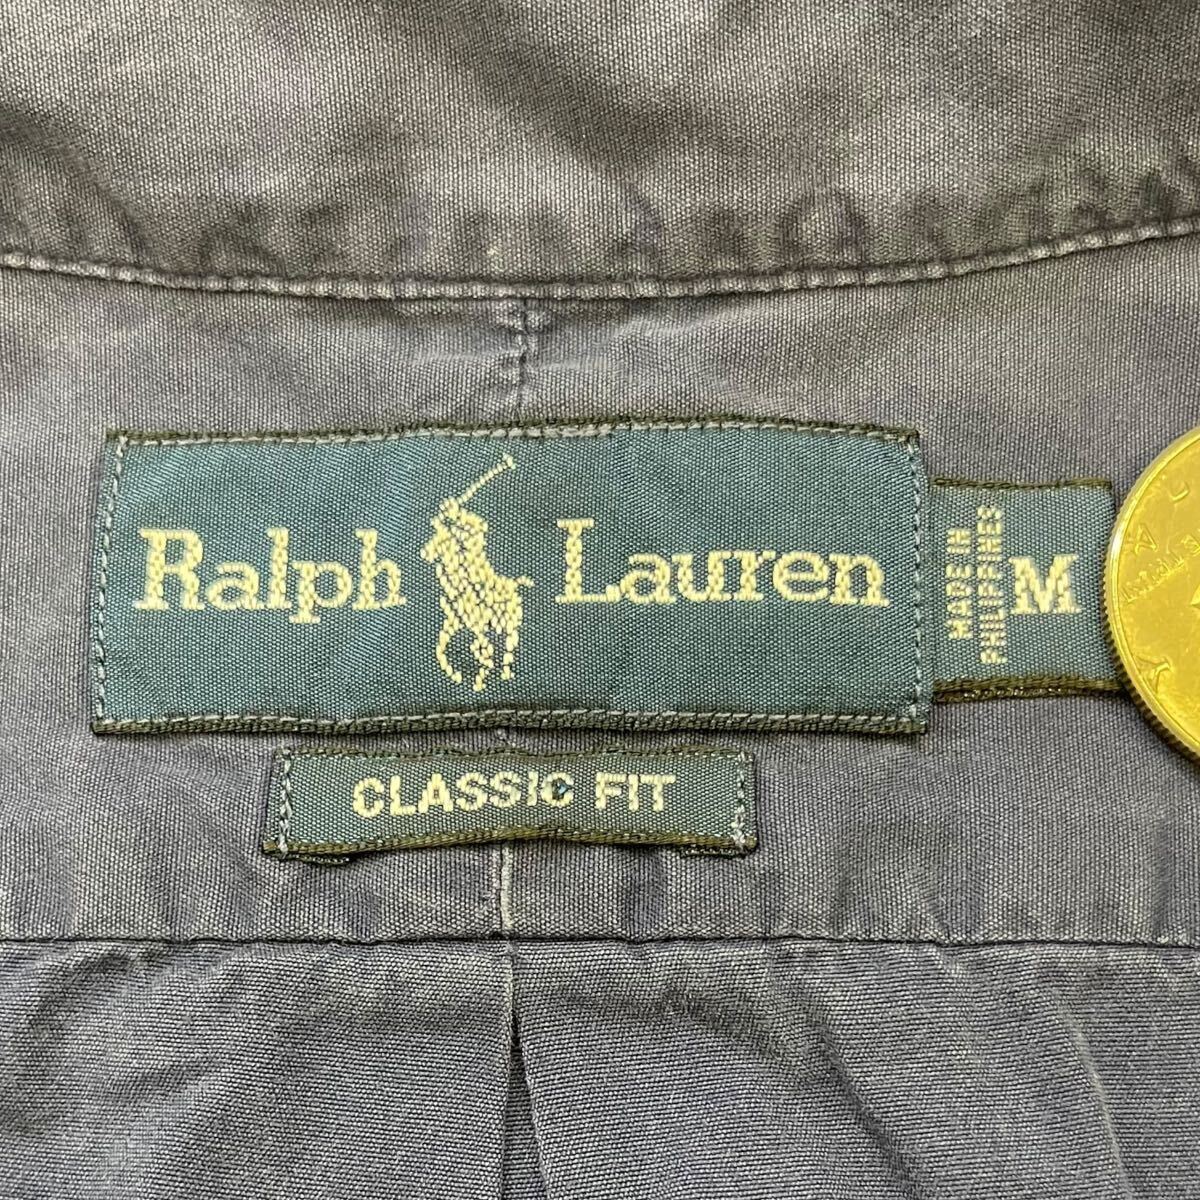 Ralph Lauren
MADE IN
PHILIPPINES
M
CLASSIC FIT